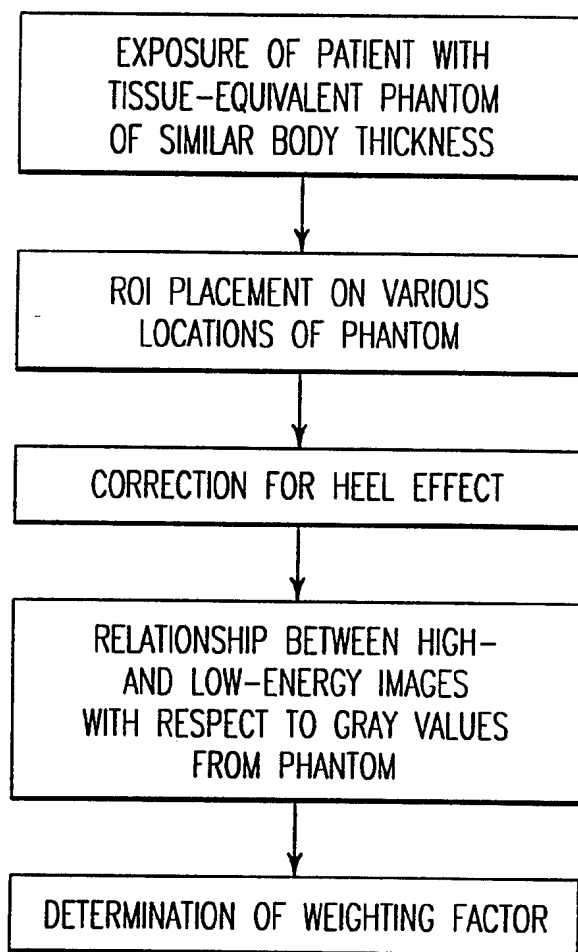 EXPOSURE OF PATIENT WITH
TISSUE-EQUIVALENT PHANTOM
OF SIMILAR BODY THICKNESS
ROI PLACEMENT ON VARIOUS
LOCATIONS OF PHANTOM
CORRECTION FOR HEEL EFFECT
RELATIONSHIP BETWEEN HIGH-
AND LOW-ENERGY IMAGES
WITH RESPECT TO GRAY VALUES
FROM PHANTOM
DETERMINATION OF WEIGHTING FACTOR